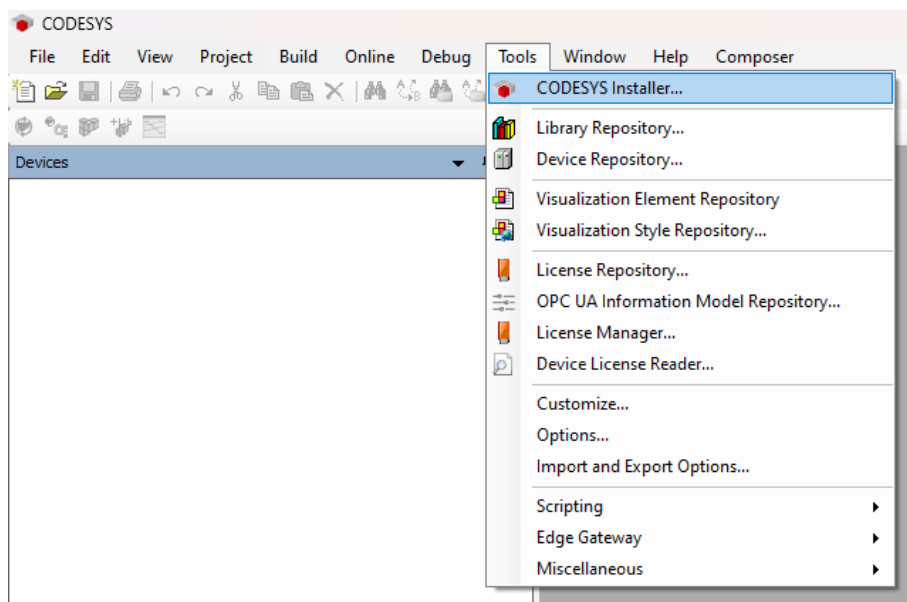 CODESYS
File Edit View Project Build Online Debug Tools Window Help Composer
CODESYS Installer...
Library Repository...
Devices
Device Repository...
Visualization Element Repository
Visualization Style Repository...
License Repository...
OPC UA Information Model Repository...
License Manager...
Device License Reader...
Customize...
Options...
Import and Export Options...
Scripting
Edge Gateway
Miscellaneous